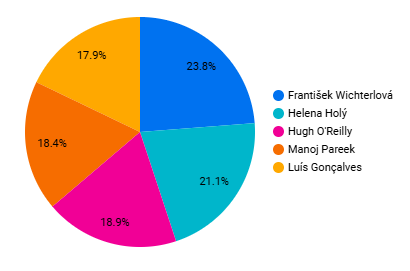 23.8%
21.1%
18.9%
18.4%
17.9%
František Wichterlová
Helena Holý
Hugh O'Reilly
Manoj Pareek
Luís Gonçalves